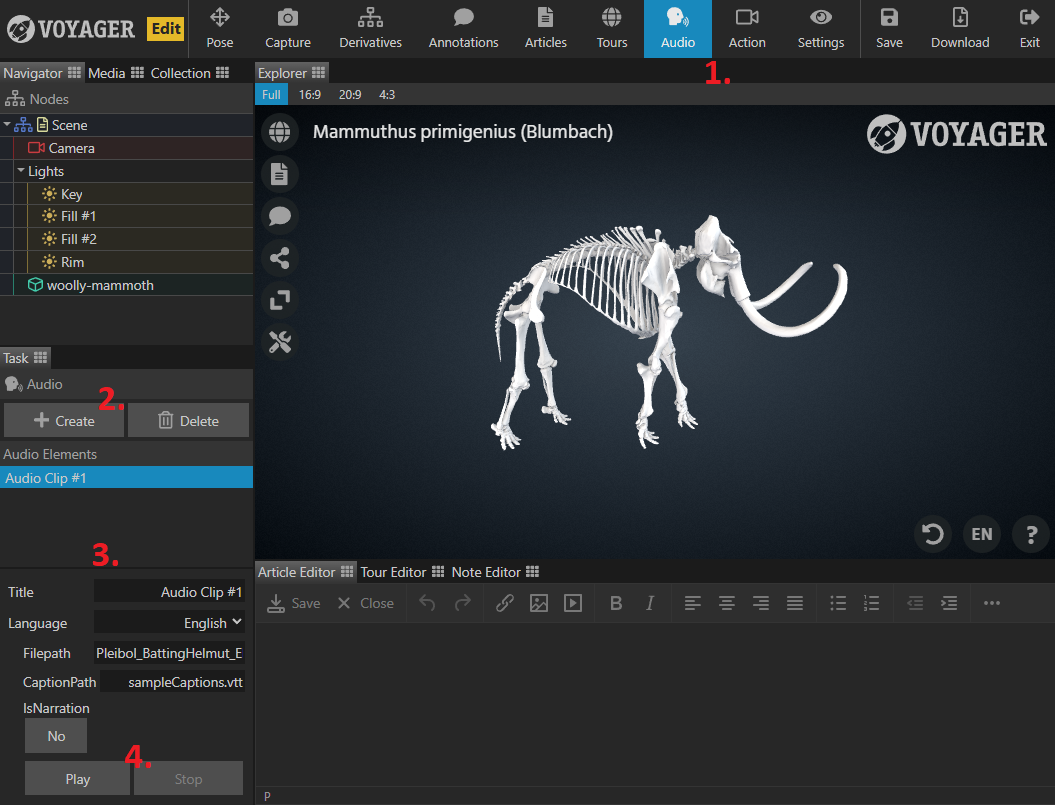 VOYAGER Edit Pose Capture Derivatives Annotations Articles Tours Audio Action Settings Save Download Exit
1.
Navigator Media Collection
Nodes
Scene
Camera
Lights
Key
Fill #1
Fill #2
Rim
woolly-mammoth
Explorer
Full 16:9 20:9 4:3
Mammuthus primigenius (Blumbach)
VOYAGER
EN ?
Task
Audio
2.
Create Delete
Audio Elements
Audio Clip #1
3.
Title Audio Clip #1
Language English
Filepath Pleibol_BattingHelmut_E
CaptionPath sampleCaptions.vtt
IsNarration
No
4.
Play Stop
Article Editor Tour Editor Note Editor
Save Close B I
p